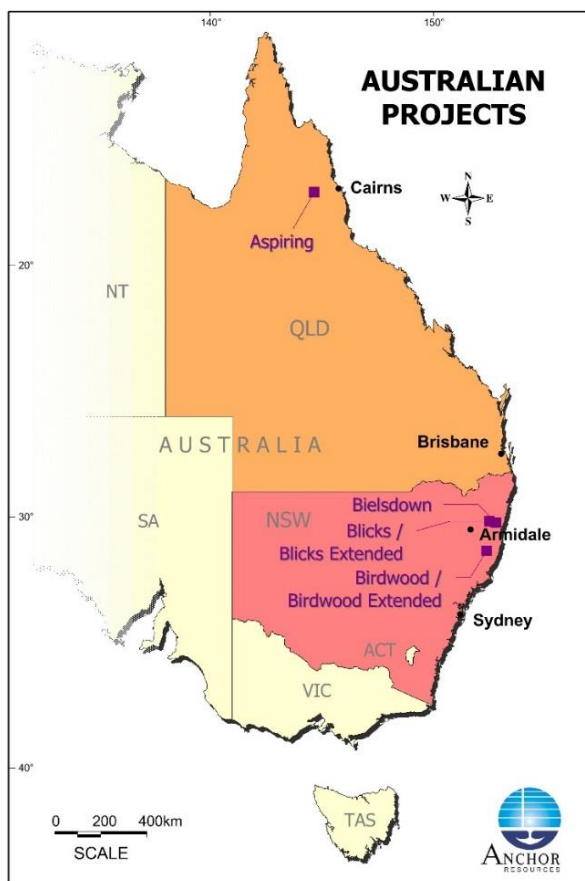 140°
150°
AUSTRALIAN
PROJECTS
Cairns
N
W E
S
Aspiring
20°
NT
QLD
AUSTRALIA
Brisbane
Bielsdown
30°
SA
NSW
Blicks /
Armidale
Blicks Extended
Birdwood /
Birdwood Extended
Sydney
ACT
VIC
40°
0 200 400km
SCALE
TAS
ANCHOR
RESOURCES